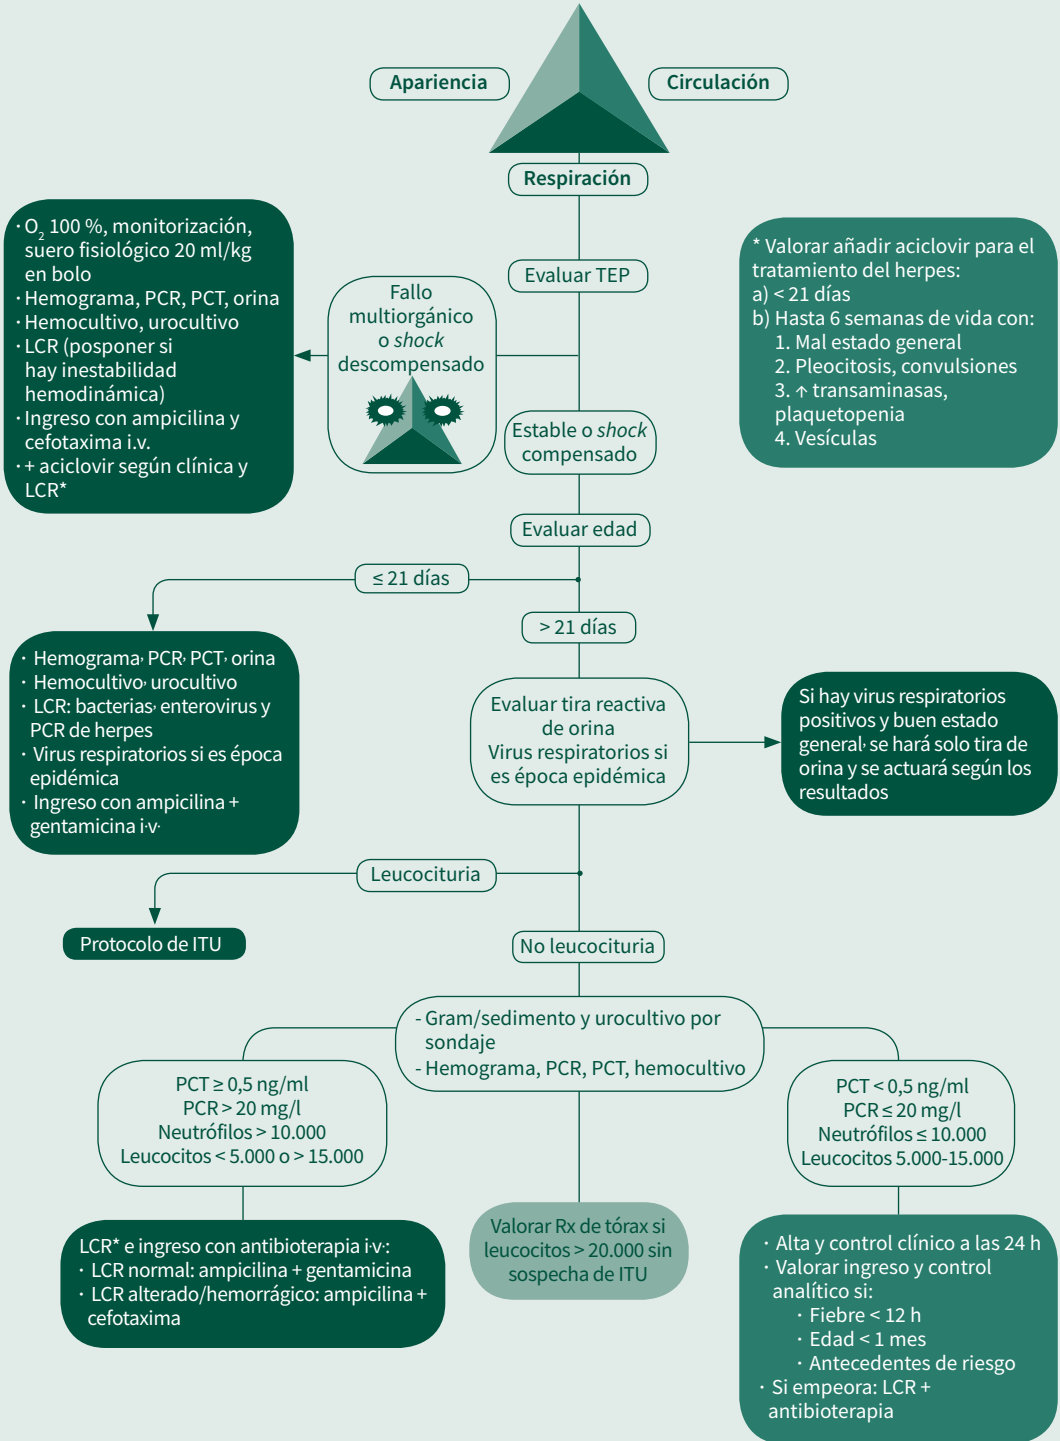 Apariencia
Circulación
Respiración
· O2 100 %, monitorización,
suero fisiológico 20 ml/kg
en bolo
· Hemograma, PCR, PCT, orina
· Hemocultivo, urocultivo
· LCR (posponer si
hay inestabilidad
hemodinámica)
· Ingreso con ampicilina y
cefotaxima i.v.
· + aciclovir según clínica y
LCR*
Fallo
multiorgánico
o shock
descompensado
Evaluar TEP
* Valorar añadir aciclovir para el
tratamiento del herpes:
a) < 21 días
b) Hasta 6 semanas de vida con:
1. Mal estado general
2. Pleocitosis, convulsiones
3. ↑ transaminasas,
plaquetopenia
4. Vesículas
Estable o shock
compensado
Evaluar edad
≤ 21 días
> 21 días
· Hemograma, PCR, PCT, orina
· Hemocultivo, urocultivo
· LCR: bacterias, enterovirus y
PCR de herpes
· Virus respiratorios si es época
epidémica
· Ingreso con ampicilina +
gentamicina i·v·
Evaluar tira reactiva
de orina
Virus respiratorios si
es época epidémica
Si hay virus respiratorios
positivos y buen estado
general, se hará solo tira de
orina y se actuará según los
resultados
Leucocituria
Protocolo de ITU
No leucocituria
- Gram/sedimento y urocultivo por
sondaje
- Hemograma, PCR, PCT, hemocultivo
PCT ≥ 0,5 ng/ml
PCR > 20 mg/l
Neutrófilos > 10.000
Leucocitos < 5.000 o > 15.000
PCT < 0,5 ng/ml
PCR ≤ 20 mg/l
Neutrófilos ≤ 10.000
Leucocitos 5.000-15.000
LCR* e ingreso con antibioterapia i·v·:
· LCR normal: ampicilina + gentamicina
· LCR alterado/hemorrágico: ampicilina +
cefotaxima
Valorar Rx de tórax si
leucocitos > 20.000 sin
sospecha de ITU
· Alta y control clínico a las 24 h
· Valorar ingreso y control
analítico si:
· Fiebre < 12 h
· Edad < 1 mes
· Antecedentes de riesgo
· Si empeora: LCR +
antibioterapia